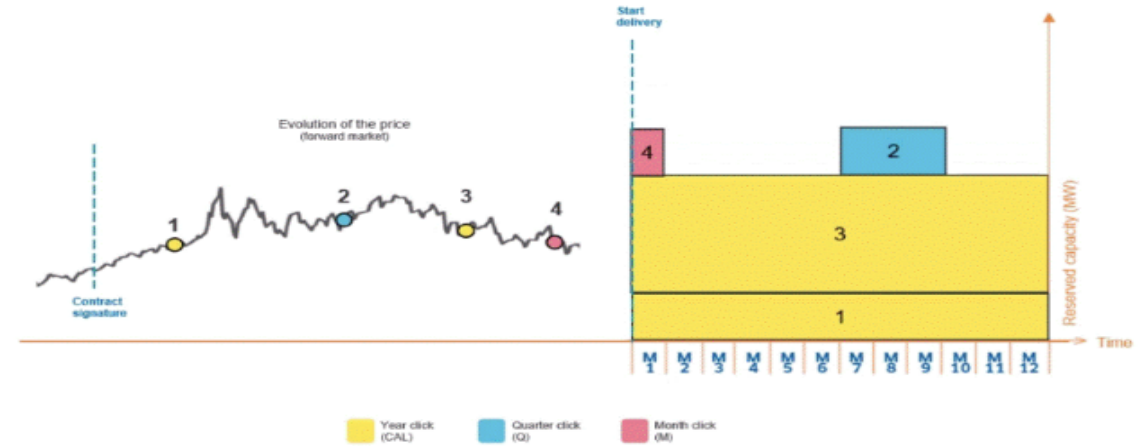 Start
delivery
Evolution of the price
(forward market)
1
2
3
4
Contract
signature
4
2
3
1
Reserved capacity (MW)
Time
M
1
M
2
M
3
M
4
M
5
M
6
M
7
M
8
M
9
M
10
M
11
M
12
Year click
(CAL)
Quarter click
(Q)
Month click
(M)